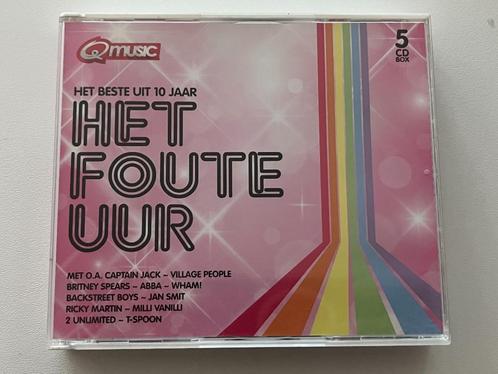 Q music
5
CD
BOX
HET BESTE UIT 10 JAAR
HET
FOUTE
UUR
MET O.A. CAPTAIN JACK ~ VILLAGE PEOPLE
BRITNEY SPEARS ~ ABBA ~ WHAM!
BACKSTREET BOYS ~ JAN SMIT
RICKY MARTIN ~ MILLI VANILLI
2 UNLIMITED ~ T-SPOON